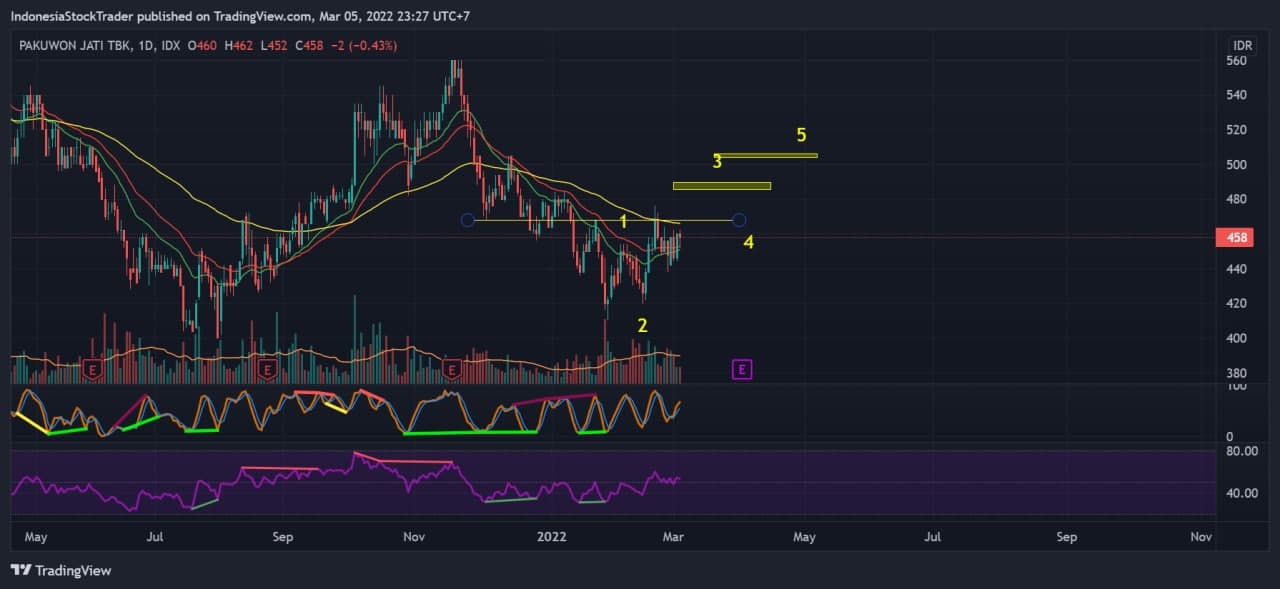 IndonesiaStockTrader published on TradingView.com, Mar 05, 2022 23:27 UTC+7
PAKUWON JATI TBK, 1D, IDX O460 H462 L452 C458 −2 (−0.43%)
IDR
560
540
520
500
480
460
458
440
420
400
380
5
3
1
4
2
E
E
E
E
100
0
80.00
40.00
May Jul Sep Nov 2022 Mar May Jul Sep Nov
TradingView